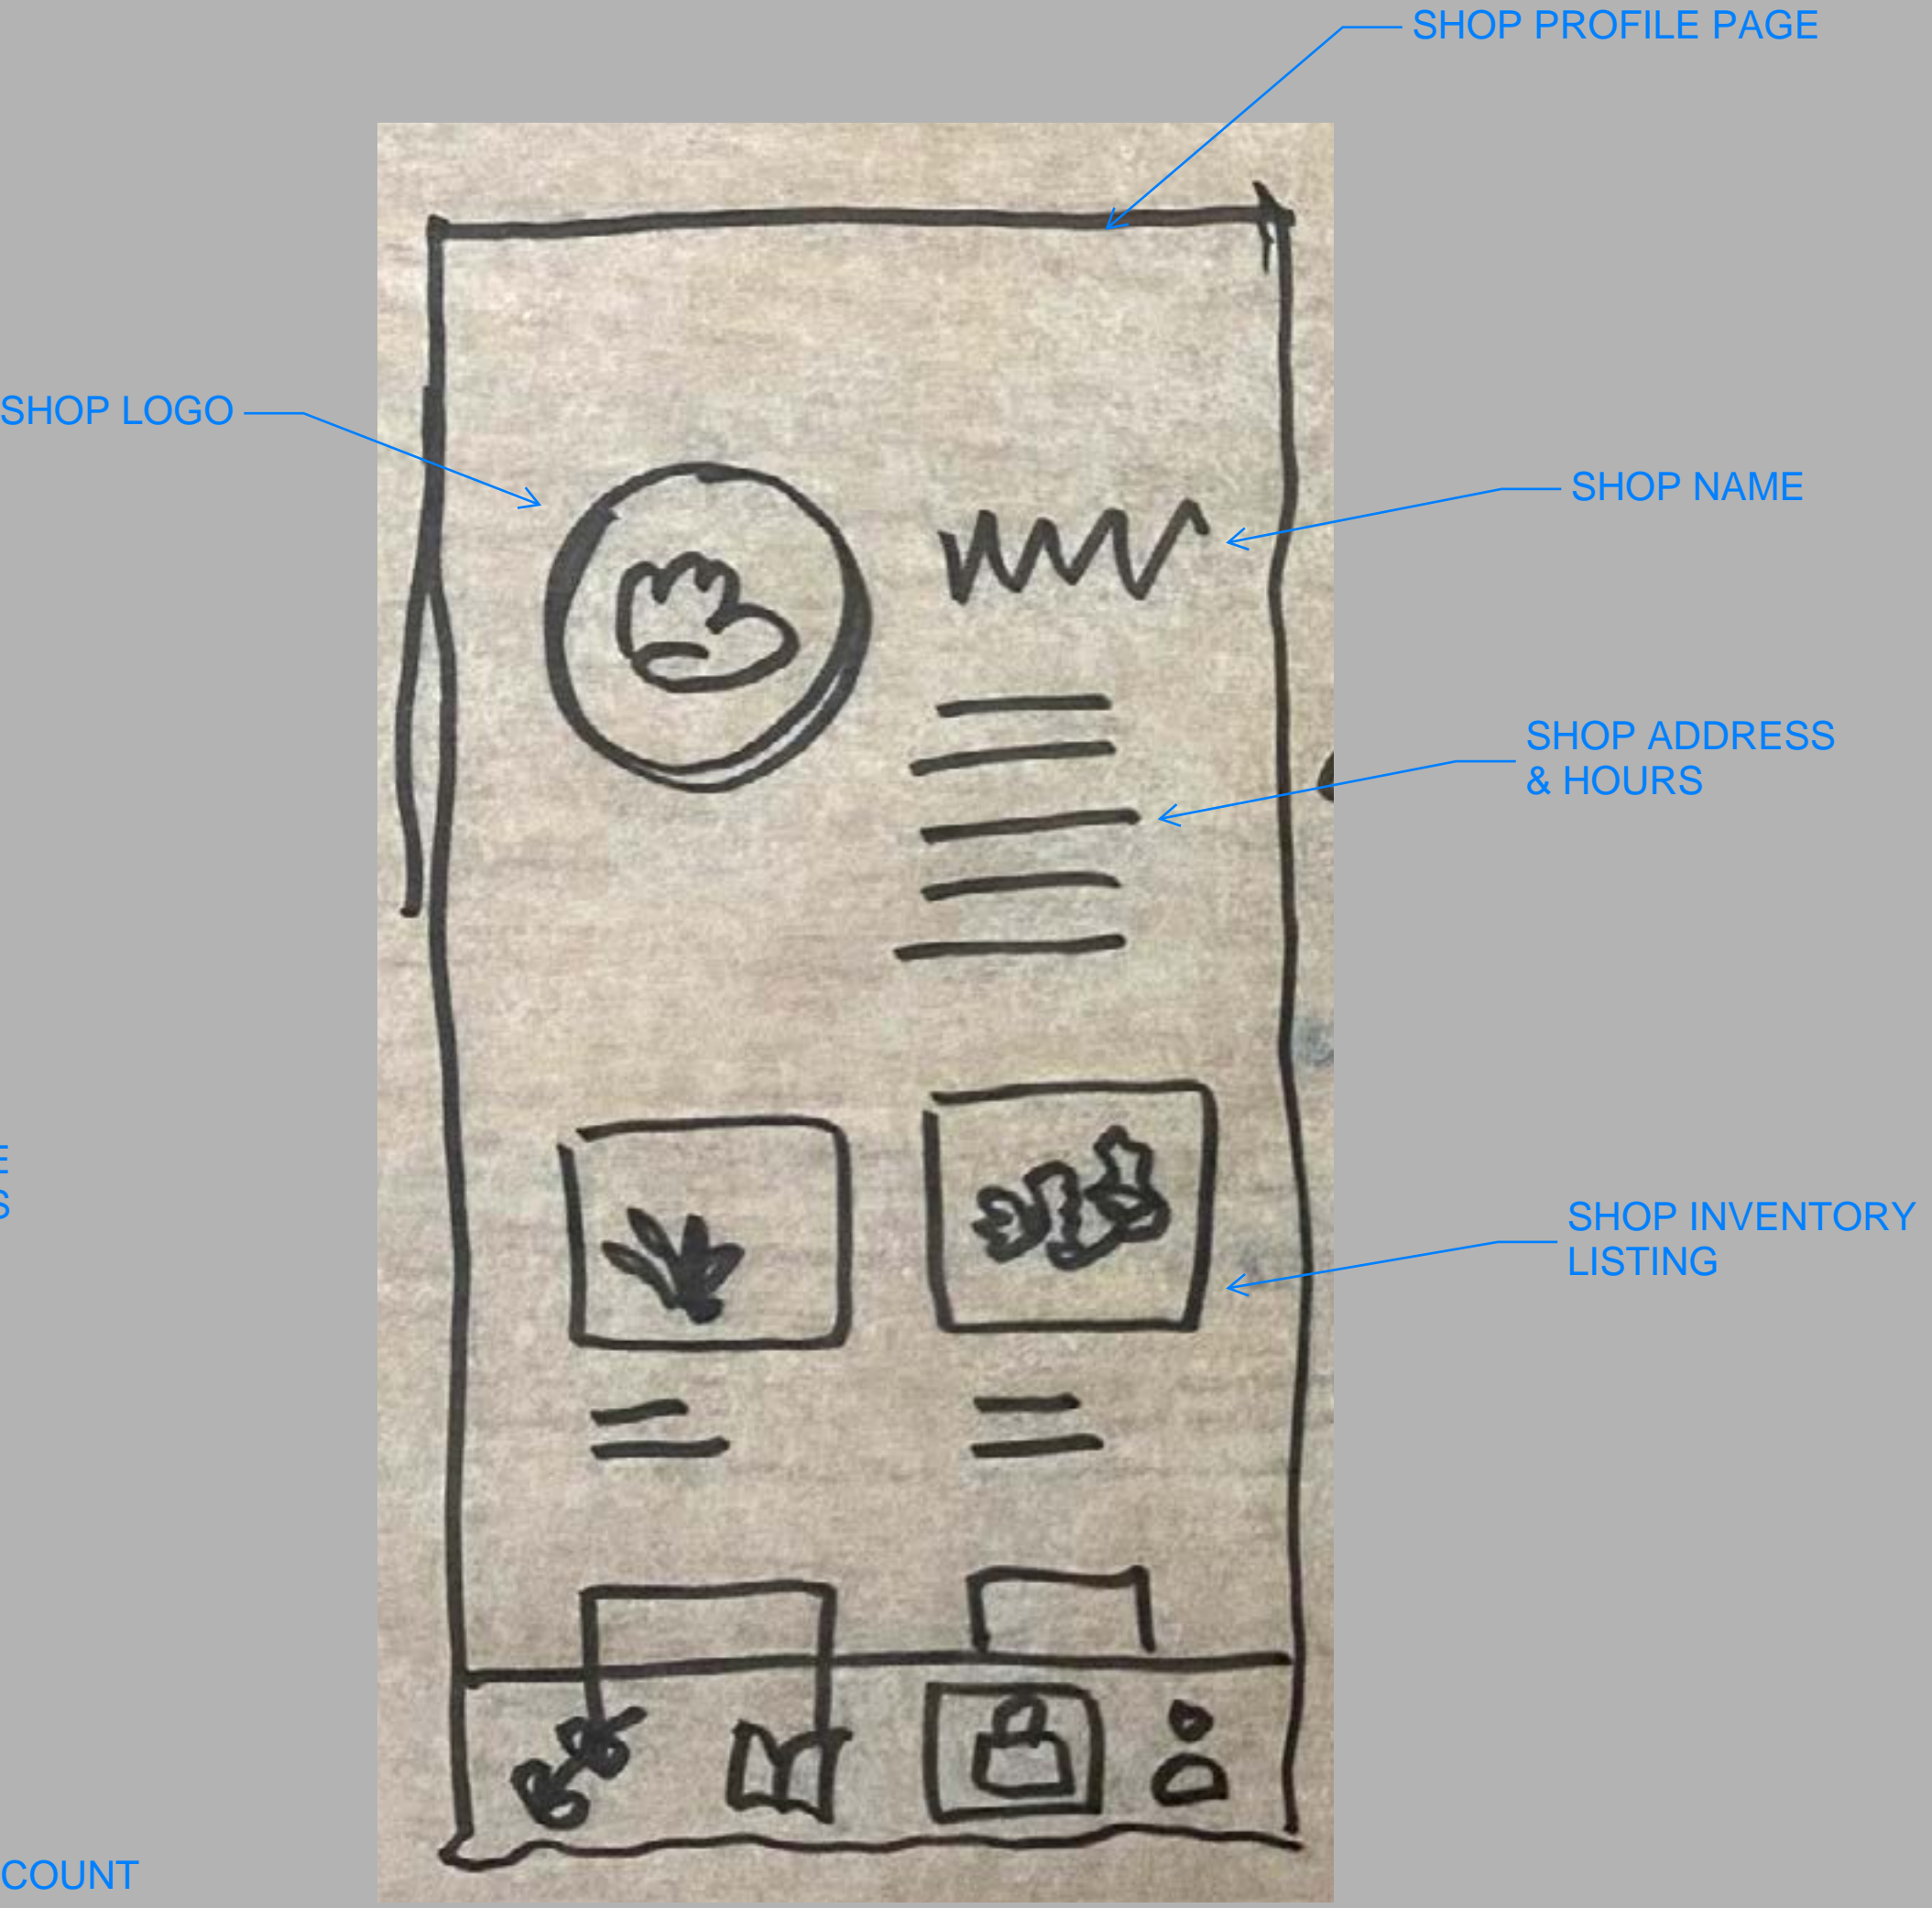 SHOP PROFILE PAGE
SHOP LOGO
SHOP NAME
SHOP ADDRESS
& HOURS
E
S
SHOP INVENTORY
LISTING
COUNT